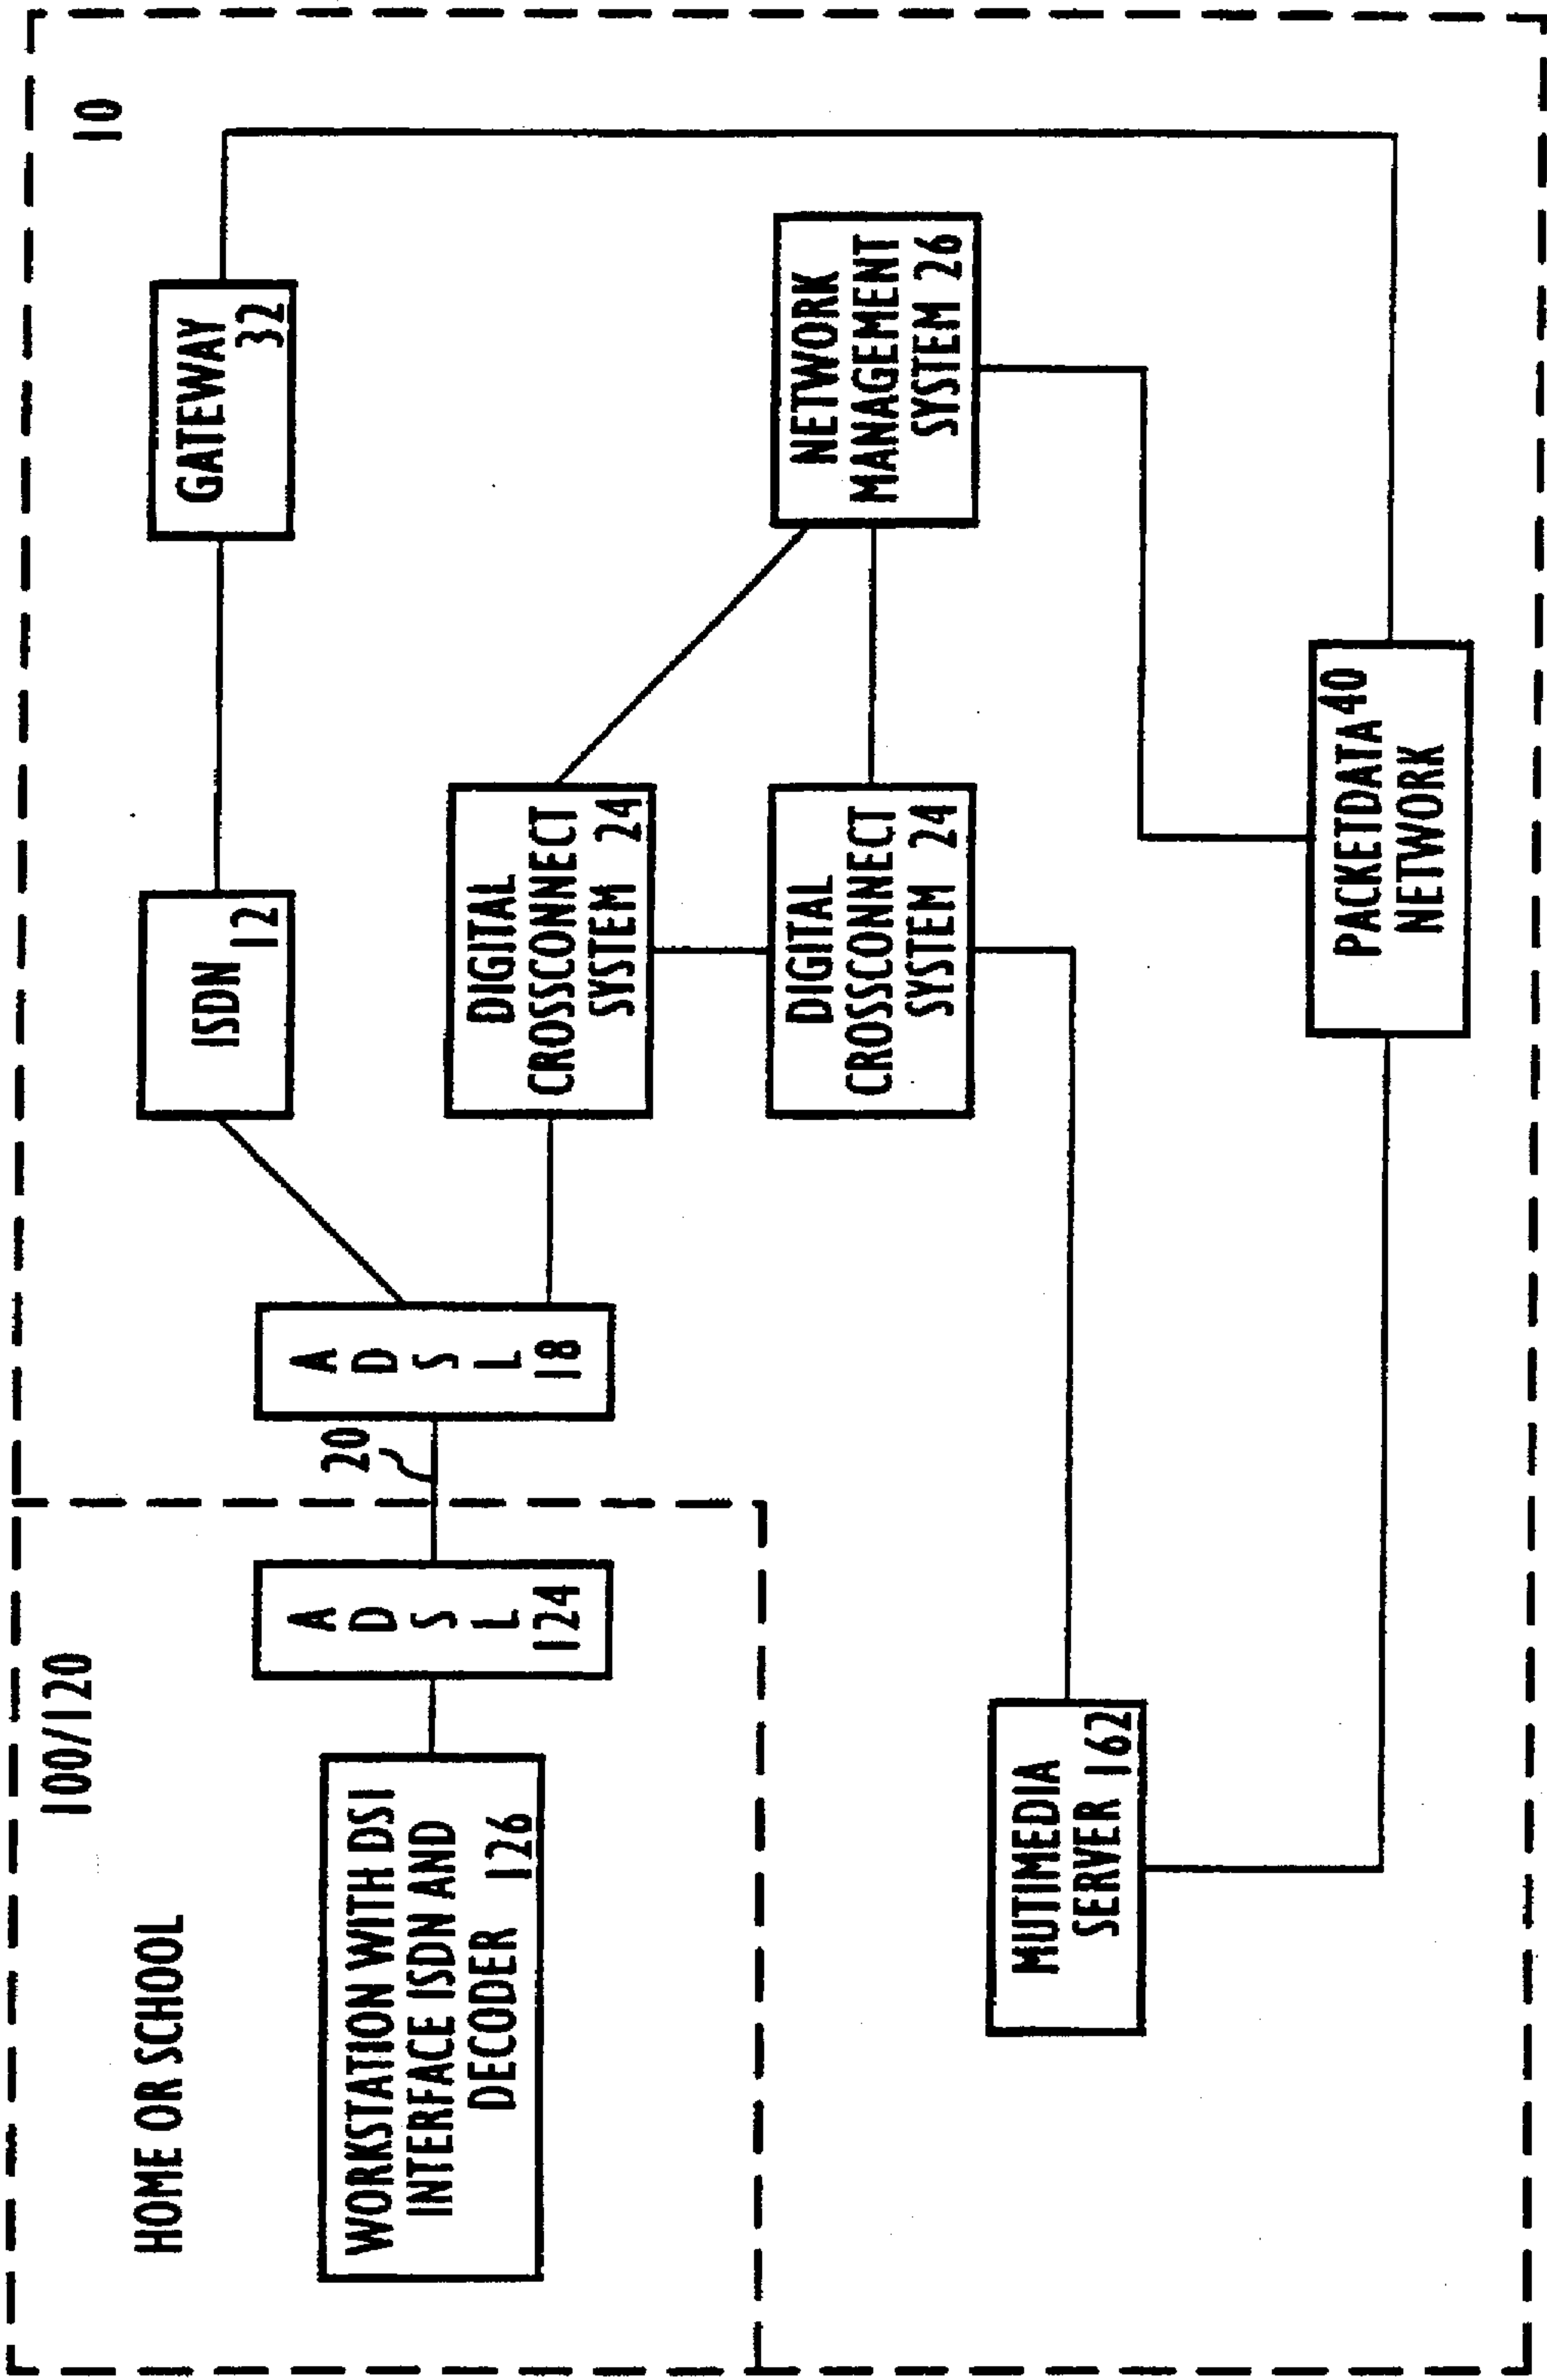 100/120
HOME OR SCHOOL
WORKSTATION WITH DS1
INTERFACE ISDN AND
DECODER 126
A
D
S
L
124
20
A
D
S
L
18
ISDN
12
GATEWAY
32
10
DIGITAL
CROSSCONNECT
SYSTEM 24
DIGITAL
CROSSCONNECT
SYSTEM 24
NETWORK
MANAGEMENT
SYSTEM 26
MUTIMEDIA
SERVER 162
PACKETDATA 40
NETWORK